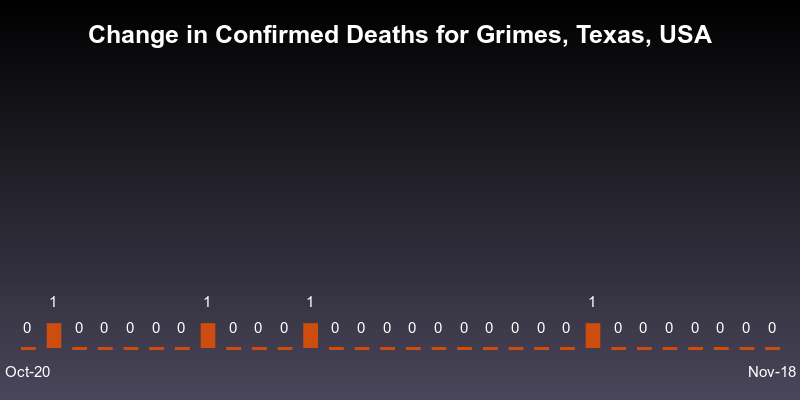 Change in Confirmed Deaths for Grimes, Texas, USA
1 1 1 1
0 0 0 0 0 0 0 0 0 0 0 0 0 0 0 0 0 0 0 0 0 0 0 0 0 0
Oct-20 Nov-18